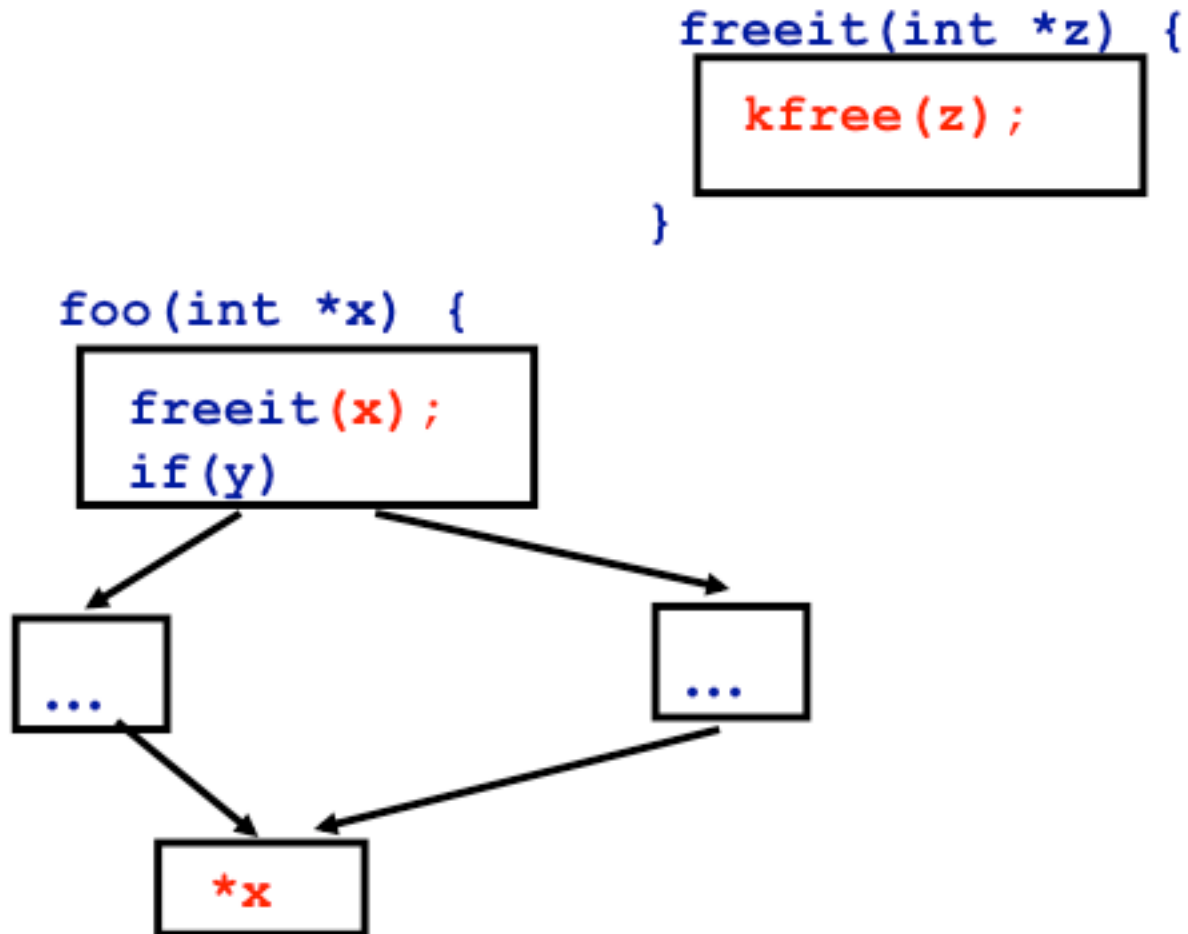 freeit(int *z) {
kfree(z);
}
foo(int *x) {
freeit(x);
if(y)
...
...
*x